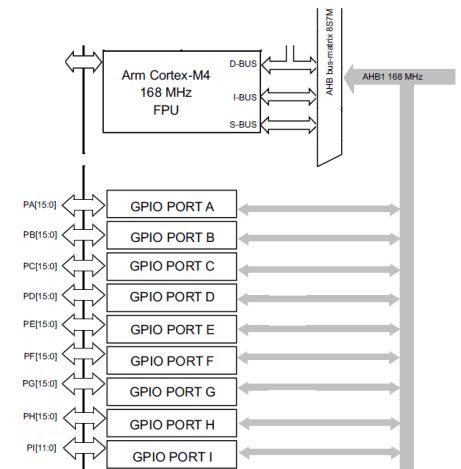 D-BUS
Arm Cortex-M4
168 MHz
FPU
I-BUS
S-BUS
AHB bus-matrix 8S7M
AHB1 168 MHz
PA[15:0] GPIO PORT A
PB[15:0] GPIO PORT B
PC[15:0] GPIO PORT C
PD[15:0] GPIO PORT D
PE[15:0] GPIO PORT E
PF[15:0] GPIO PORT F
PG[15:0] GPIO PORT G
PH[15:0] GPIO PORT H
PI[11:0] GPIO PORT I